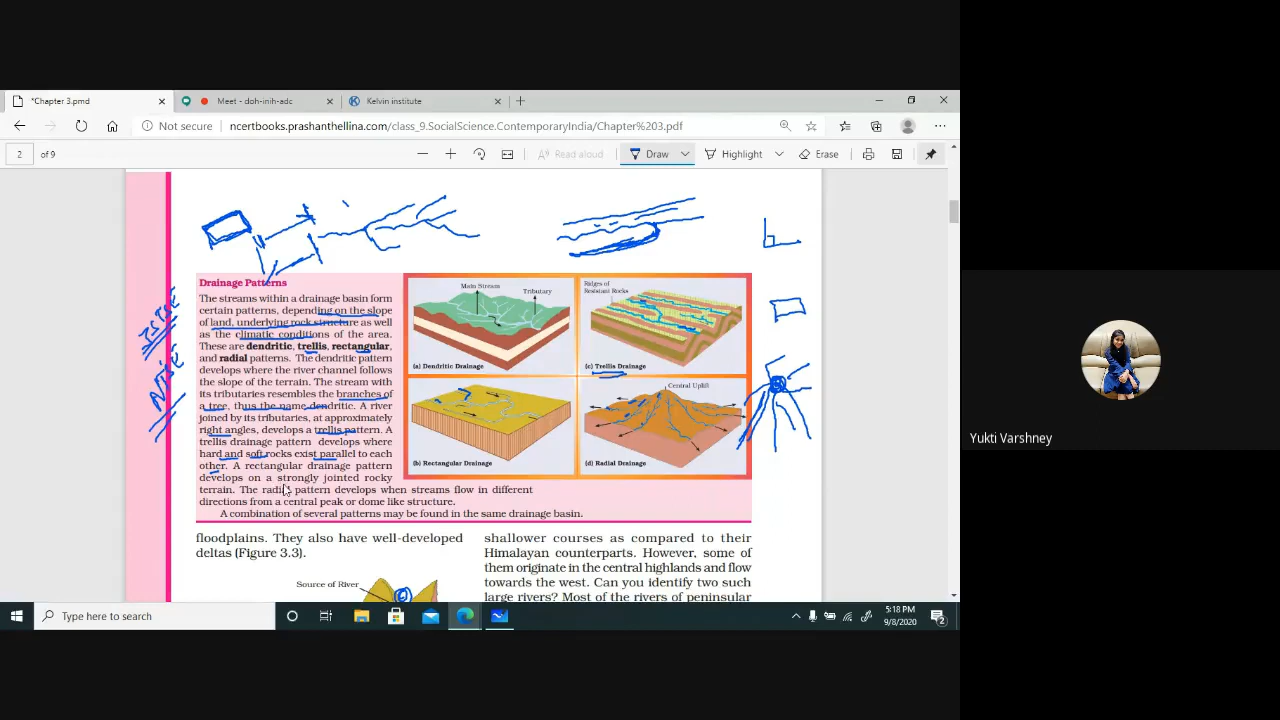 *Chapter 3.pmd
Meet - doh-inih-adc
Kelvin institute
Not secure
ncertbooks.prashanthellina.com/class_9.SocialScience.ContemporaryIndia/Chapter%203.pdf
2 of 9
Read aloud
Draw
Highlight
Erase
Drainage Patterns
The streams within a drainage basin form
certain patterns, depending on the slope
of land, underlying rock structure as well
as the climatic conditions of the area.
These are dendritic, trellis, rectangular,
and radial patterns. The dendritic pattern
develops where the river channel follows
the slope of the terrain. The stream with
its tributaries resembles the branches of
a tree, thus the name dendritic. A river
joined by its tributaries, at approximately
right angles, develops a trellis pattern. A
trellis drainage pattern develops where
hard and soft rocks exist parallel to each
other. A rectangular drainage pattern
develops on a strongly jointed rocky
terrain. The radial pattern develops when streams flow in different
directions from a central peak or dome like structure.
A combination of several patterns may be found in the same drainage basin.
Main Stream
Tributary
(a) Dendritic Drainage
Ridges of
Resistant Rocks
(c) Trellis Drainage
(b) Rectangular Drainage
Central Uplift
(d) Radial Drainage
floodplains. They also have well-developed
deltas (Figure 3.3).
Source of River
shallower courses as compared to their
Himalayan counterparts. However, some of
them originate in the central highlands and flow
towards the west. Can you identify two such
large rivers? Most of the rivers of peninsular
Yukti Varshney
Type here to search
5:18 PM
9/8/2020
2